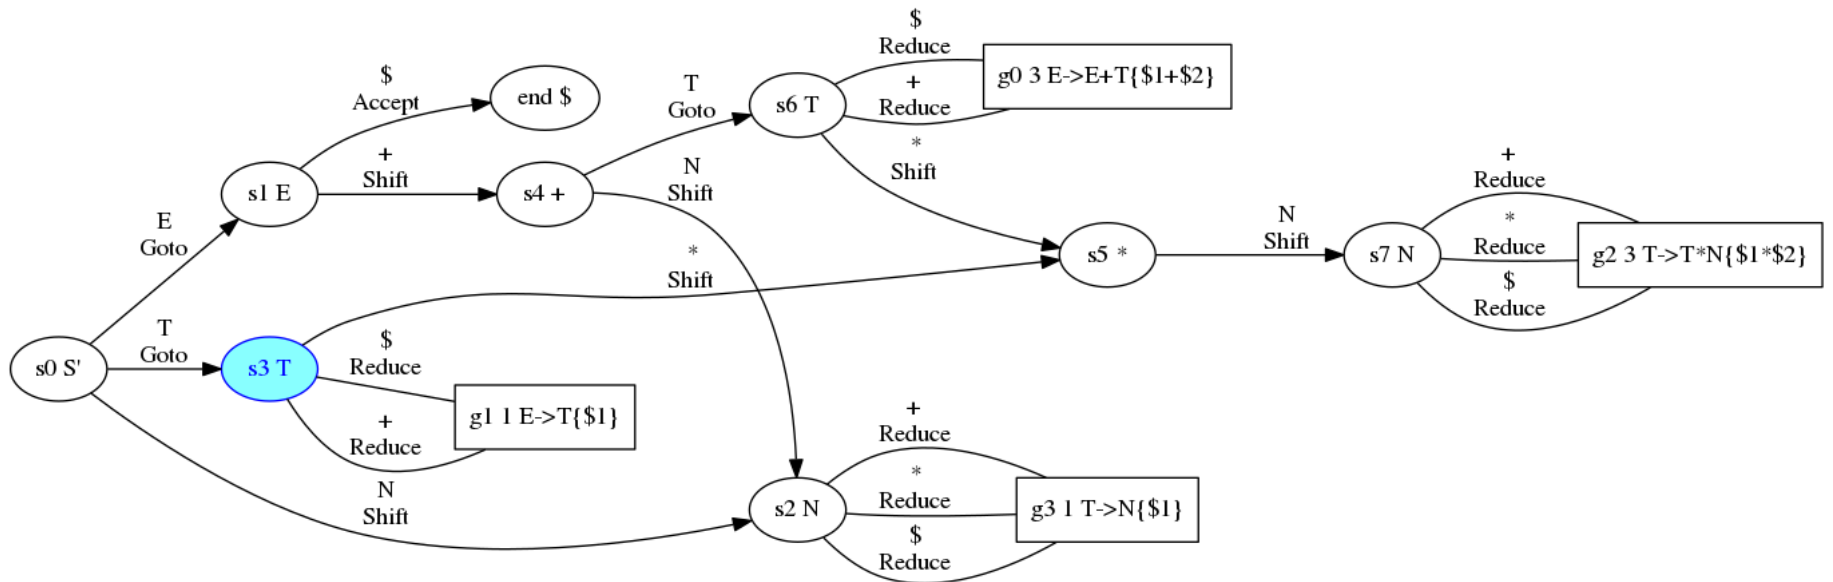 $
Reduce
g0 3 E->E+T{$1+$2}
+
Reduce
s6 T
T
Goto
$
Accept
end $
*
Shift
+
Shift
s1 E
s4 +
N
Shift
+
Reduce
*
Reduce
g2 3 T->T*N{$1*$2}
$
Reduce
E
Goto
*
Shift
s5 *
N
Shift
s7 N
T
Goto
s0 S'
s3 T
$
Reduce
g1 1 E->T{$1}
+
Reduce
+
Reduce
*
Reduce
N
Shift
s2 N
g3 1 T->N{$1}
$
Reduce